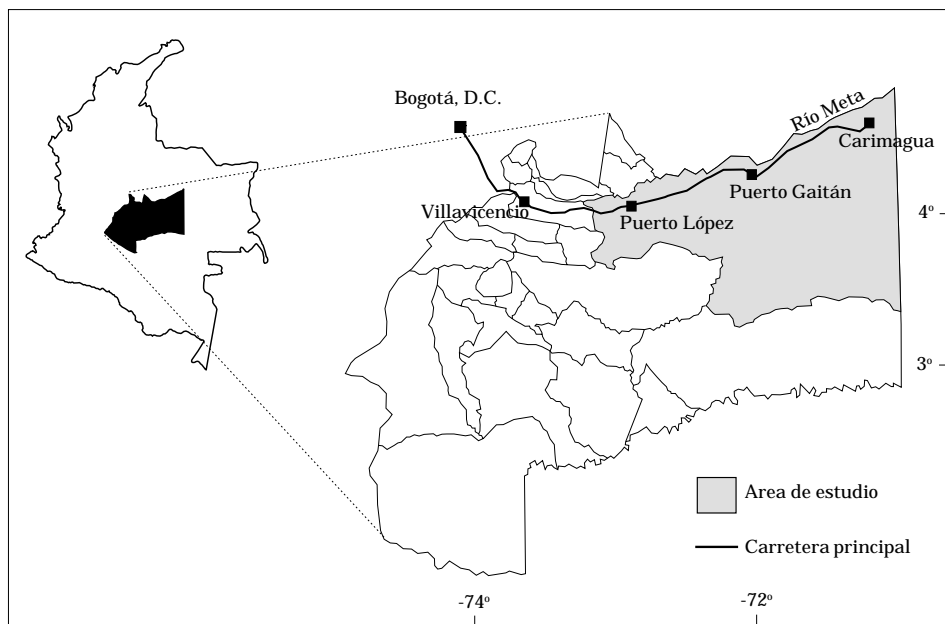 Bogotá, D.C.
Río Meta
Carimagua
Puerto Gaitán
Villavicencio
Puerto López
4º
3º
Area de estudio
Carretera principal
-74º
-72º